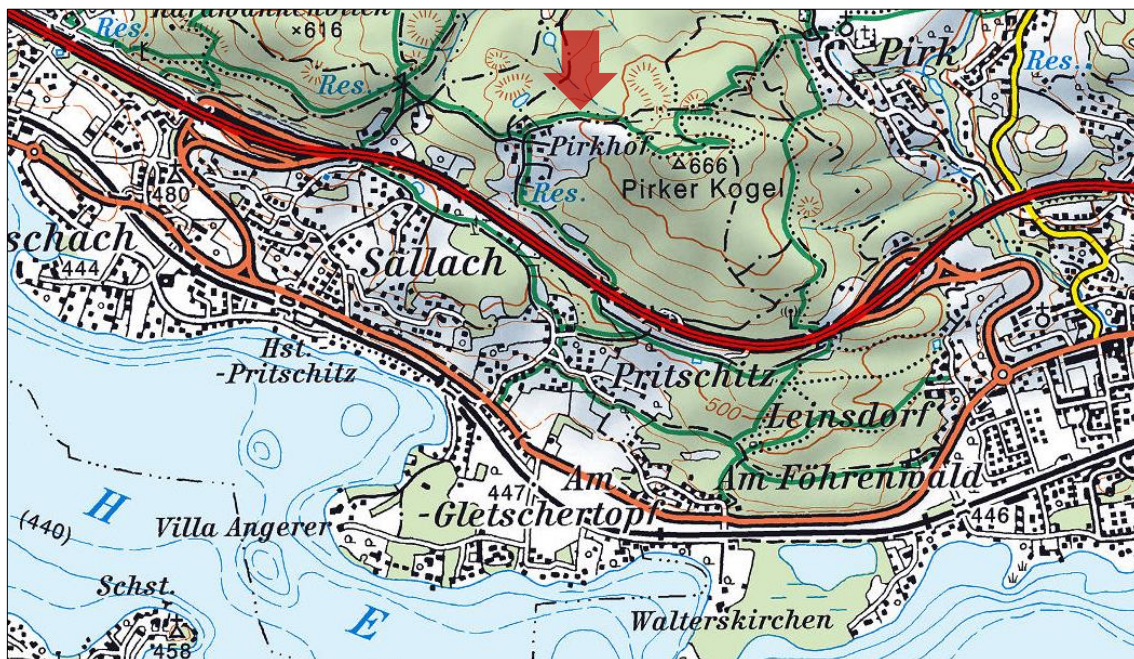 Res.
×616
Res.
Pirk
Res.
Pirkhof
666
Pirker Kogel
Res.
480
schach
444
Sallach
Hst.
-Pritschitz
Pritschitz
500
Leinsdorf
Am-
-Gletschertopf
Am Föhrenwald
447
446
H
(440)
Villa Angerer
Schst.
E
458
Walterskirchen